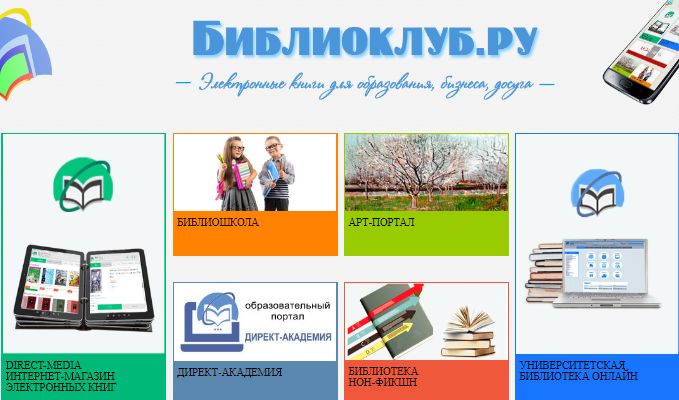 Библиоклуб.ру
— Электронные книги для образования, бизнеса, досуга —
БИБЛИОШКОЛА
АРТ-ПОРТАЛ
образовательный
портал
ДИРЕКТ-АКАДЕМИЯ
DIRECT-MEDIA
ИНТЕРНЕТ-МАГАЗИН
ЭЛЕКТРОННЫХ КНИГ
ДИРЕКТ-АКАДЕМИЯ
БИБЛИОТЕКА
НОН-ФИКШН
УНИВЕРСИТЕТСКАЯ
БИБЛИОТЕКА ОНЛАЙН